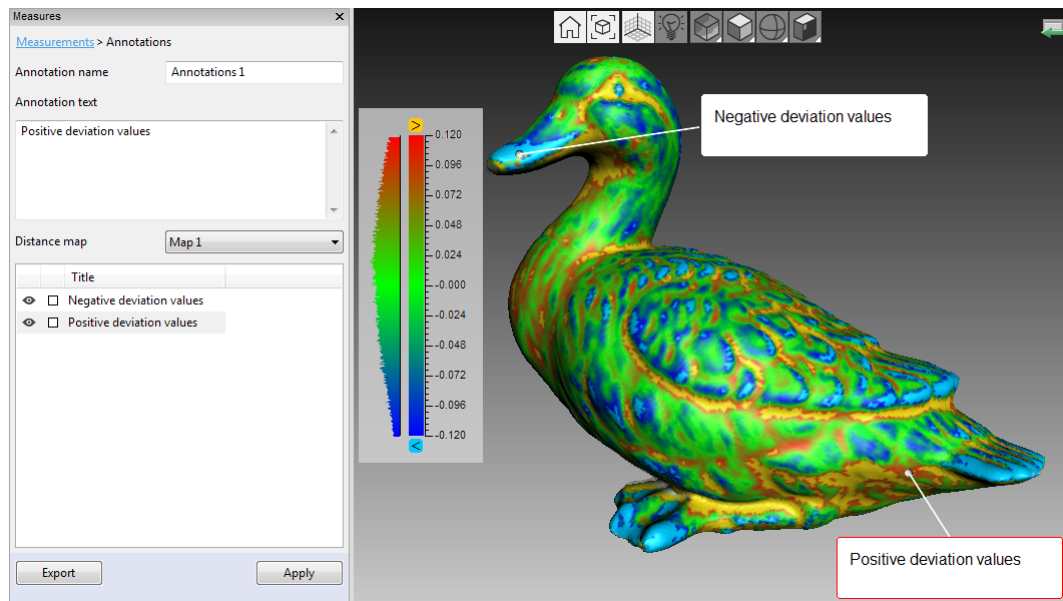 Measures
Measurements > Annotations
Annotation name
Annotations 1
Annotation text
Positive deviation values
Distance map
Map 1
Title
Negative deviation values
Positive deviation values
Export
Apply
>
0.120
0.096
0.072
0.048
0.024
-0.000
-0.024
-0.048
-0.072
-0.096
-0.120
<
Negative deviation values
Positive deviation values